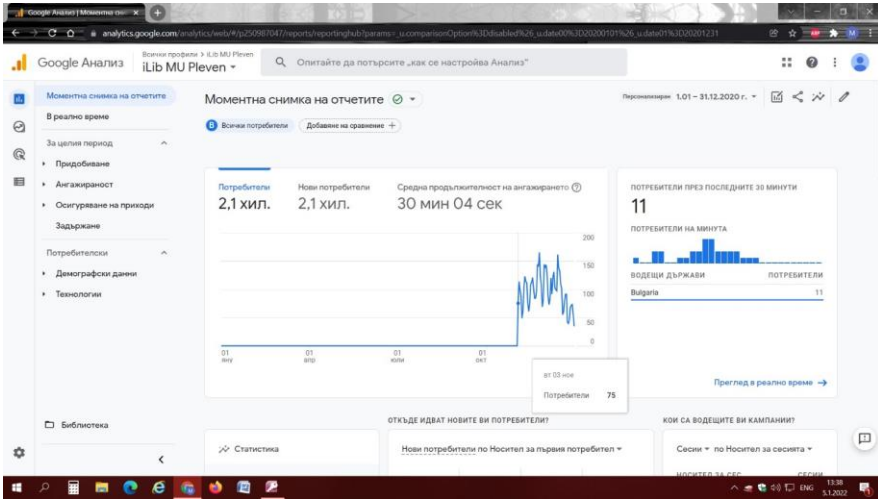 Google Анализ | Моментна сн
analytics.google.com/analytics/web/#/p250987047/reports/reportinghub?params=_u.comparisonOption%3Ddisabled%26_u.date00%3D20200101%26_u.date01%3D20201231
Google Анализ
Всички профили > iLib MU Pleven
iLib MU Pleven
Опитайте да потърсите „как се настройва Анализ"
Моментна снимка на отчетите
В реално време
За целия период
Придобиване
Ангажираност
Осигуряване на приходи
Задържане
Потребителски
Демографски данни
Технологии
Библиотека
Моментна снимка на отчетите
Персонализиран 1.01 – 31.12.2020 г.
Всички потребители
Добавяне на сравнение +
Потребители
2,1 хил.
Нови потребители
2,1 хил.
Средна продължителност на ангажирането
30 мин 04 сек
200
150
100
50
0
01 яну
01 апр
01 юли
01 окт
вт 03 ное
Потребители 75
ПОТРЕБИТЕЛИ ПРЕЗ ПОСЛЕДНИТЕ 30 МИНУТИ
11
ПОТРЕБИТЕЛИ НА МИНУТА
ВОДЕЩИ ДЪРЖАВИ ПОТРЕБИТЕЛИ
Bulgaria 11
Преглед в реално време
Статистика
ОТКЪДЕ ИДВАТ НОВИТЕ ВИ ПОТРЕБИТЕЛИ?
Нови потребители по Носител за първия потребител
КОИ СА ВОДЕЩИТЕ ВИ КАМПАНИИ?
Сесии по Носител за сесията
НОСИТЕЛ ЗА СЕС СЕСИИ
ENG
13:38
5.1.2022